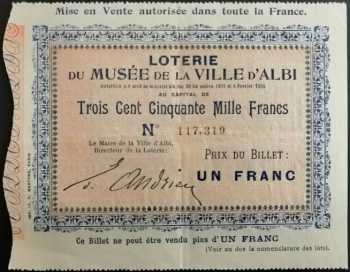 Mise en Vente autorisée dans toute la France.
LOTERIE
DU MUSÉE DE LA VILLE D'ALBI
AU CAPITAL DE
Trois Cent Cinquante Mille Francs
N° 117.319
Le Maire de la Ville d'Albi,
Directeur de la Loterie:
PRIX DU BILLET:
UN FRANC
Ce Billet ne peut être vendu plus d'UN FRANC
(Voir au dos la nomenclature des lots).